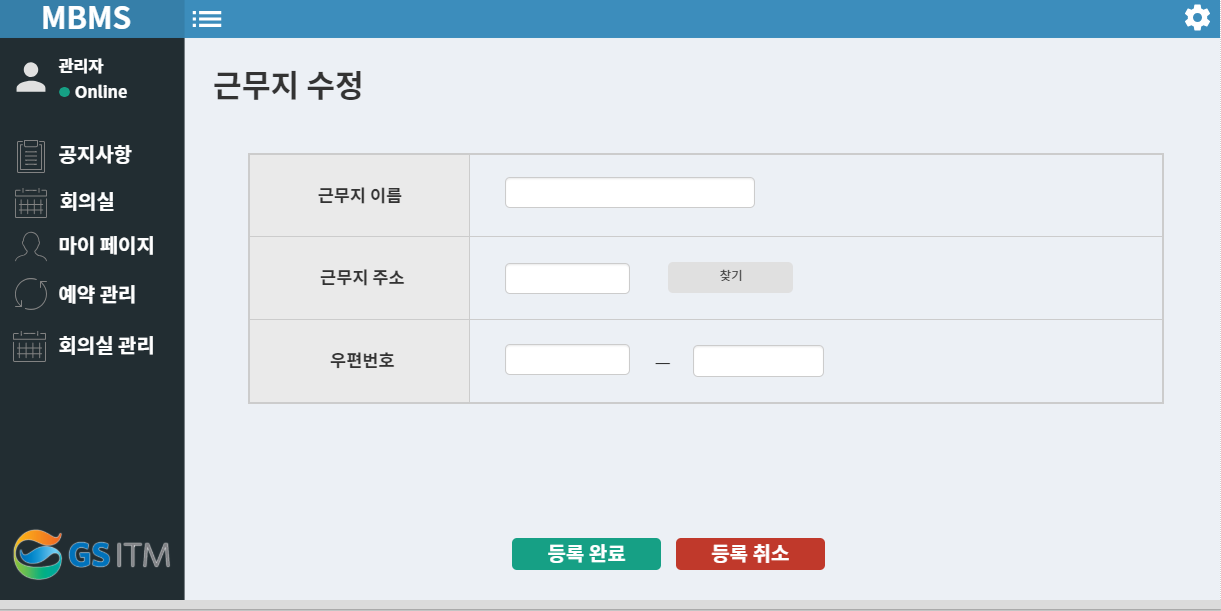 MBMS
관리자
Online
공지사항
회의실
마이 페이지
예약 관리
회의실 관리
GS ITM
근무지 수정
근무지 이름
근무지 주소
찾기
우편번호
—
등록 완료
등록 취소